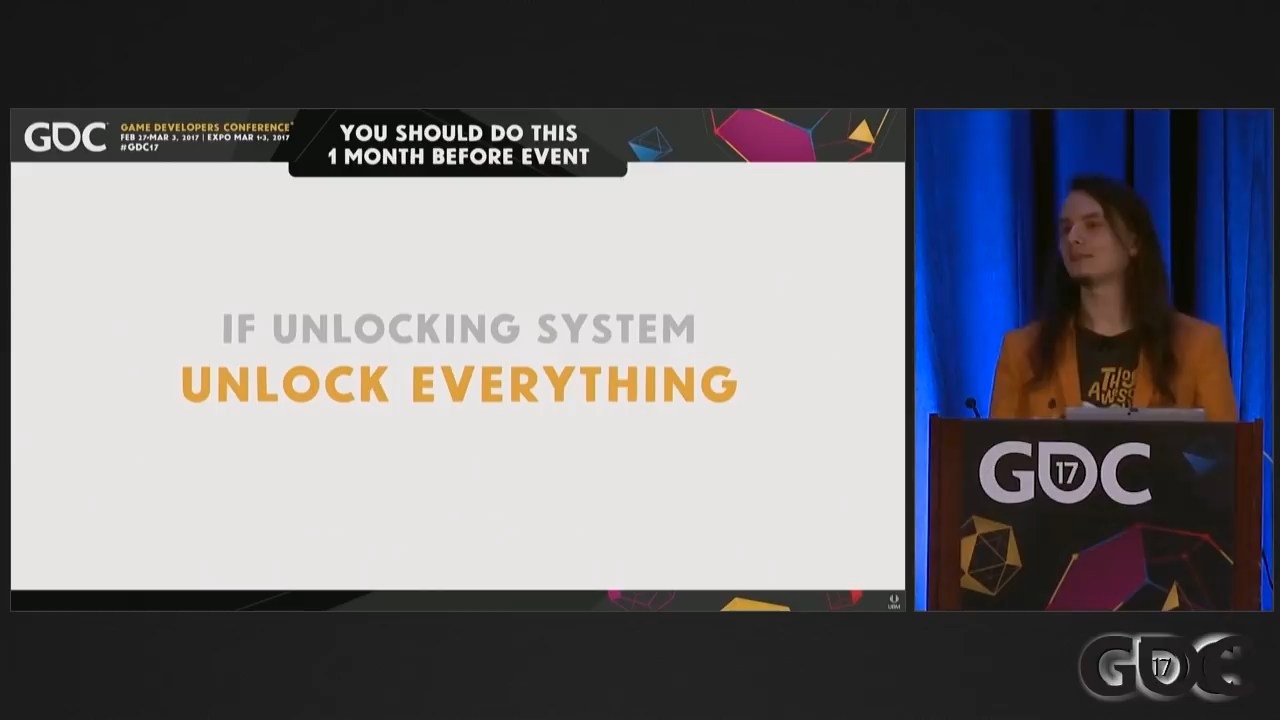 GDC
GAME DEVELOPERS CONFERENCE
FEB 27-MAR 3, 2017 | EXPO MAR 1-3, 2017
#GDC17
YOU SHOULD DO THIS
1 MONTH BEFORE EVENT
IF UNLOCKING SYSTEM
UNLOCK EVERYTHING
UBM
GDC
17
GDC
17